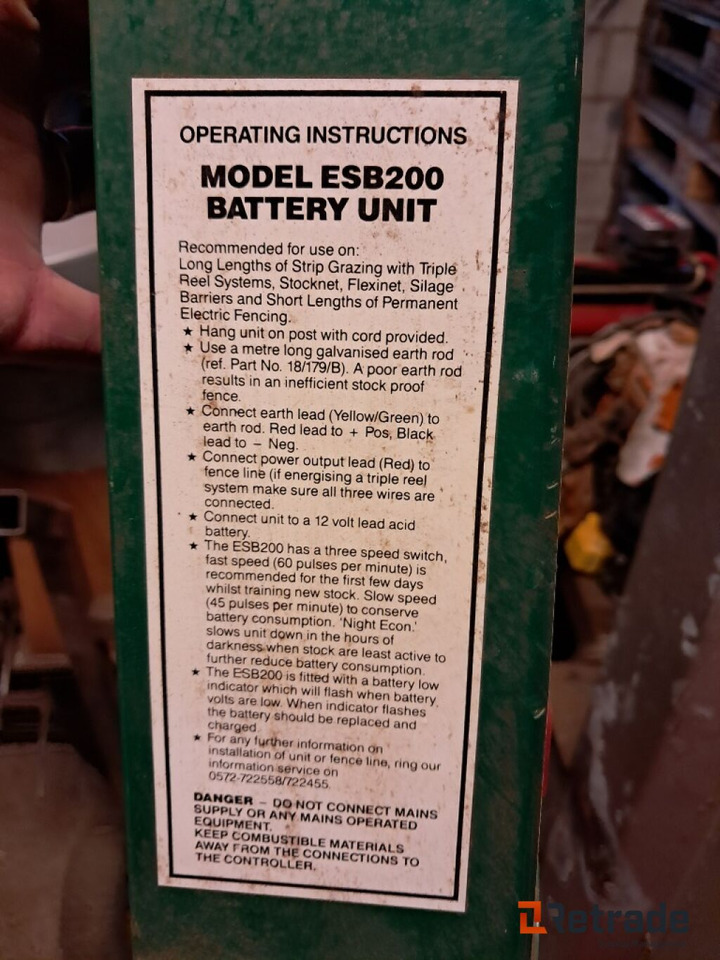 OPERATING INSTRUCTIONS
MODEL ESB200
BATTERY UNIT
Recommended for use on:
Long Lengths of Strip Grazing with Triple
Reel Systems, Stocknet, Flexinet, Silage
Barriers and Short Lengths of Permanent
Electric Fencing.
★ Hang unit on post with cord provided.
★ Use a metre long galvanised earth rod
(ref. Part No. 18/179/B). A poor earth rod
results in an inefficient stock proof
fence.
★ Connect earth lead (Yellow/Green) to
earth rod. Red lead to + Pos, Black
lead to – Neg.
★ Connect power output lead (Red) to
fence line (if energising a triple reel
system make sure all three wires are
connected.
★ Connect unit to a 12 volt lead acid
battery.
★ The ESB200 has a three speed switch,
fast speed (60 pulses per minute) is
recommended for the first few days
whilst training new stock. Slow speed
(45 pulses per minute) to conserve
battery consumption. 'Night Econ.'
slows unit down in the hours of
darkness when stock are least active to
further reduce battery consumption.
★ The ESB200 is fitted with a battery low
indicator which will flash when battery
volts are low. When indicator flashes
the battery should be replaced and
charged.
★ For any further information on
installation of unit or fence line, ring our
information service on
0572-722558/722455.
DANGER – DO NOT CONNECT MAINS
SUPPLY OR ANY MAINS OPERATED
EQUIPMENT.
KEEP COMBUSTIBLE MATERIALS
AWAY FROM THE CONNECTIONS TO
THE CONTROLLER.
Retrade